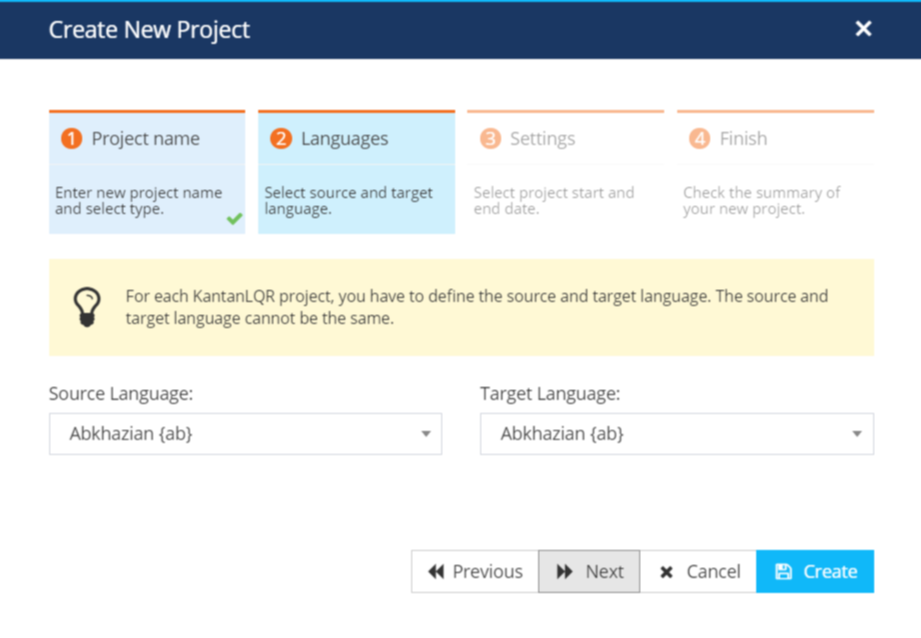 Create New Project
1 Project name
Enter new project name
and select type.
2 Languages
Select source and target
language.
3 Settings
Select project start and
end date.
4 Finish
Check the summary of
your new project.
For each KantanLQR project, you have to define the source and target language. The source and
target language cannot be the same.
Source Language:
Abkhazian {ab}
Target Language:
Abkhazian {ab}
Previous
Next
Cancel
Create